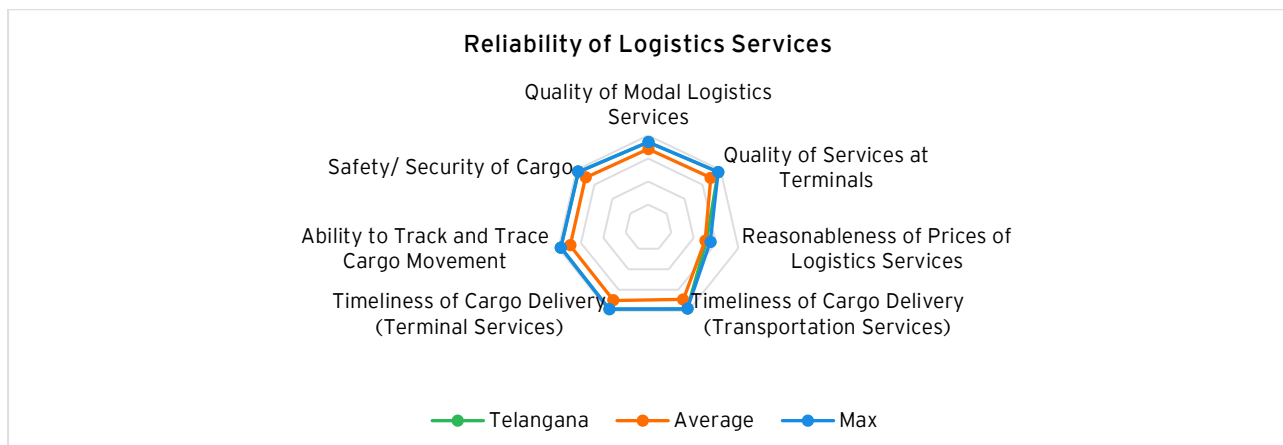 Reliability of Logistics Services
Quality of Modal Logistics
Services
Quality of Services at
Terminals
Reasonableness of Prices of
Logistics Services
Timeliness of Cargo Delivery
(Transportation Services)
Timeliness of Cargo Delivery
(Terminal Services)
Ability to Track and Trace
Cargo Movement
Safety/ Security of Cargo
Telangana
Average
Max